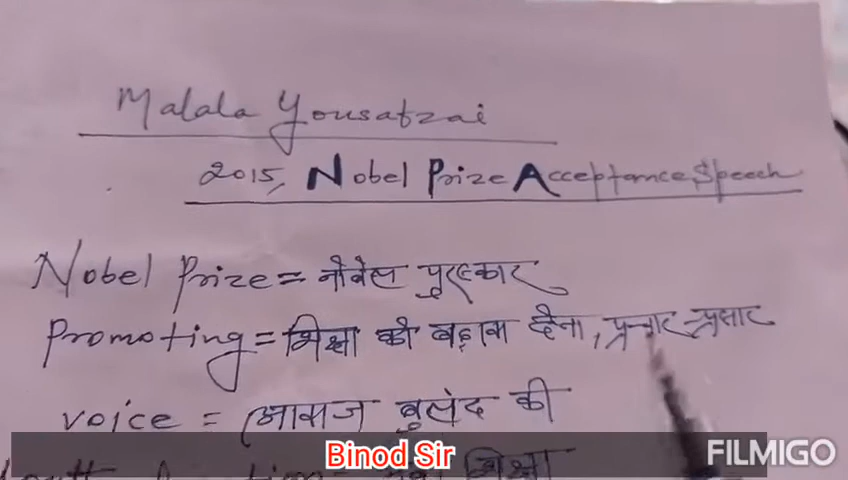 Malala Yousafzai
2015, Nobel Prize Acceptance Speech
Nobel Prize = नोबेल पुरस्कार
Promoting = शिक्षा को बढ़ावा देना, प्रचार-प्रसार
voice = आवाज बुलंद की
शिक्षा
Binod Sir
FILMIGO